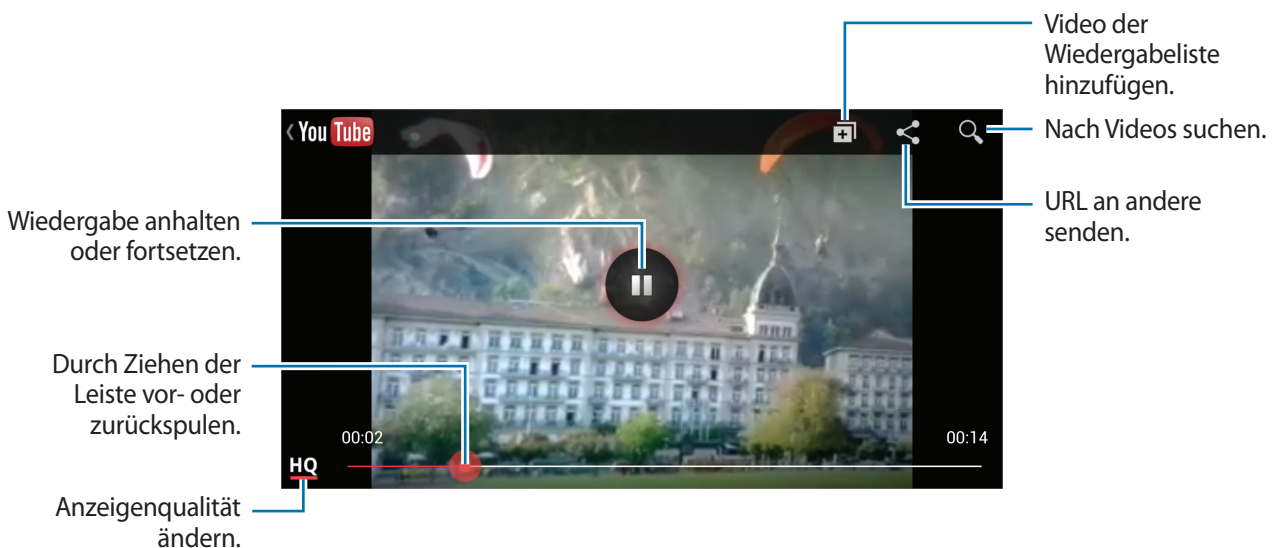 Video der
Wiedergabeliste
hinzufügen.
You Tube
Nach Videos suchen.
URL an andere
senden.
Wiedergabe anhalten
oder fortsetzen.
Durch Ziehen der
Leiste vor- oder
zurückspulen.
00:02
00:14
HQ
Anzeigenqualität
ändern.